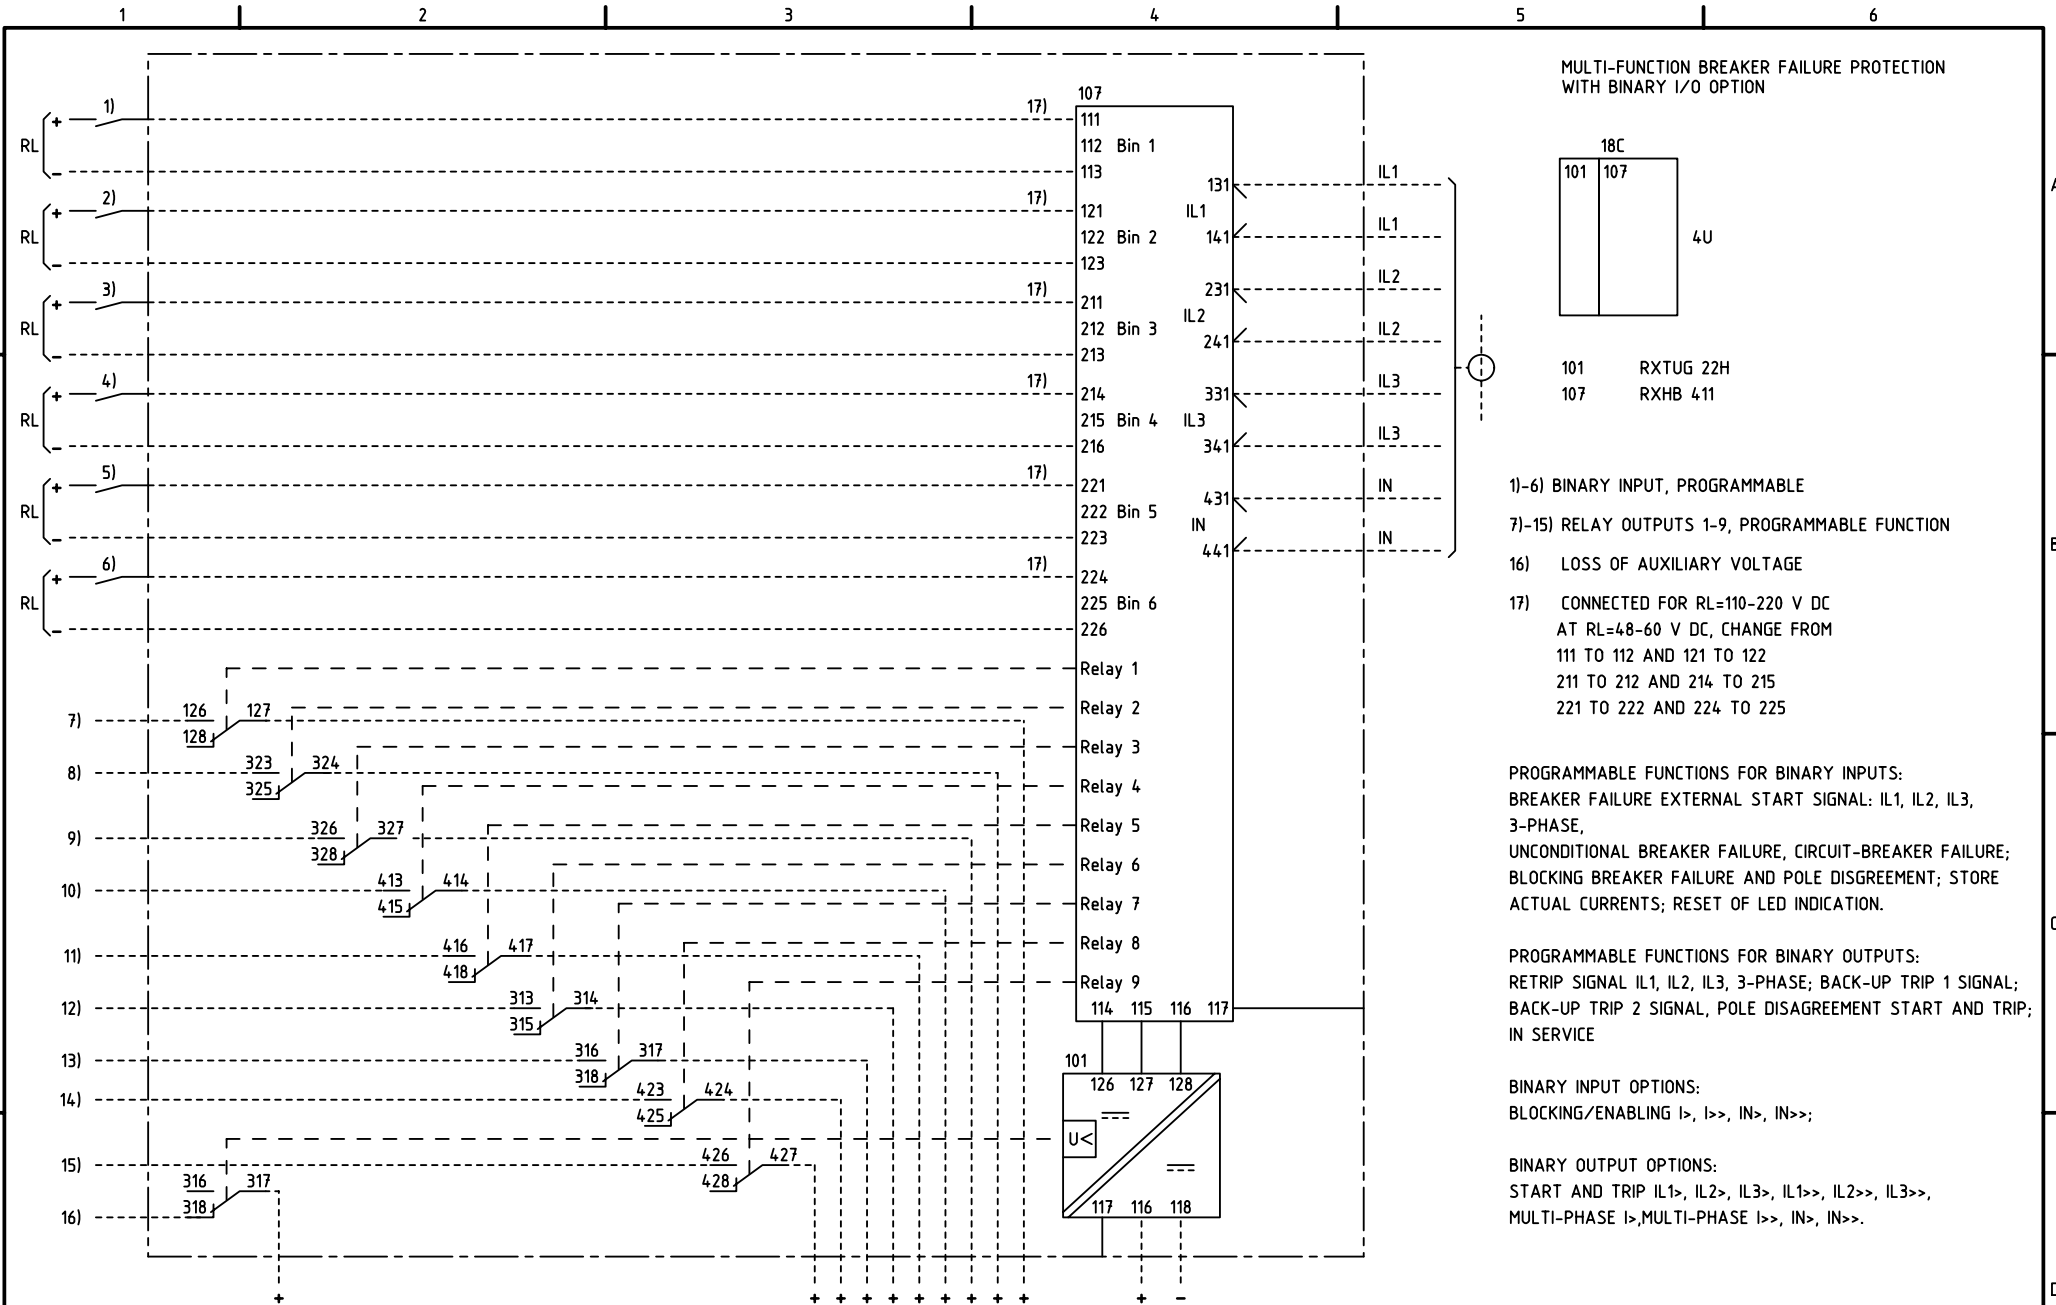 1 2 3 4 5 6
MULTI-FUNCTION BREAKER FAILURE PROTECTION
WITH BINARY I/O OPTION
18C
101 107
4U
101 RXTUG 22H
107 RXHB 411
1)-6) BINARY INPUT, PROGRAMMABLE
7)-15) RELAY OUTPUTS 1-9, PROGRAMMABLE FUNCTION
16) LOSS OF AUXILIARY VOLTAGE
17) CONNECTED FOR RL=110-220 V DC
AT RL=48-60 V DC, CHANGE FROM
111 TO 112 AND 121 TO 122
211 TO 212 AND 214 TO 215
221 TO 222 AND 224 TO 225
PROGRAMMABLE FUNCTIONS FOR BINARY INPUTS:
BREAKER FAILURE EXTERNAL START SIGNAL: IL1, IL2, IL3,
3-PHASE,
UNCONDITIONAL BREAKER FAILURE, CIRCUIT-BREAKER FAILURE;
BLOCKING BREAKER FAILURE AND POLE DISGREEMENT; STORE
ACTUAL CURRENTS; RESET OF LED INDICATION.
PROGRAMMABLE FUNCTIONS FOR BINARY OUTPUTS:
RETRIP SIGNAL IL1, IL2, IL3, 3-PHASE; BACK-UP TRIP 1 SIGNAL;
BACK-UP TRIP 2 SIGNAL, POLE DISAGREEMENT START AND TRIP;
IN SERVICE
BINARY INPUT OPTIONS:
BLOCKING/ENABLING I>, I>>, IN>, IN>>;
BINARY OUTPUT OPTIONS:
START AND TRIP IL1>, IL2>, IL3>, IL1>>, IL2>>, IL3>>,
MULTI-PHASE I>,MULTI-PHASE I>>, IN>, IN>>.
107
RL + 1) 17) 111
112 Bin 1
- 113
RL + 2) 17) 121
122 Bin 2
- 123
RL + 3) 17) 211
212 Bin 3
- 213
RL + 4) 17) 214
215 Bin 4
- 216
RL + 5) 17) 221
222 Bin 5
- 223
RL + 6) 17) 224
225 Bin 6
- 226
131 IL1
IL1
141 IL1
231 IL2
IL2
241 IL2
331 IL3
IL3
341 IL3
431 IN
IN
441 IN
Relay 1
Relay 2
Relay 3
Relay 4
Relay 5
Relay 6
Relay 7
Relay 8
Relay 9
114 115 116 117
7) 126 127
128
8) 323 324
325
9) 326 327
328
10) 413 414
415
11) 416 417
418
12) 313 314
315
13) 316 317
318
14) 423 424
425
15) 426 427
428
316 317
16) 318
101
126 127 128
U<
117 116 118
+ + + + + + + + + + + -
A
B
C
D